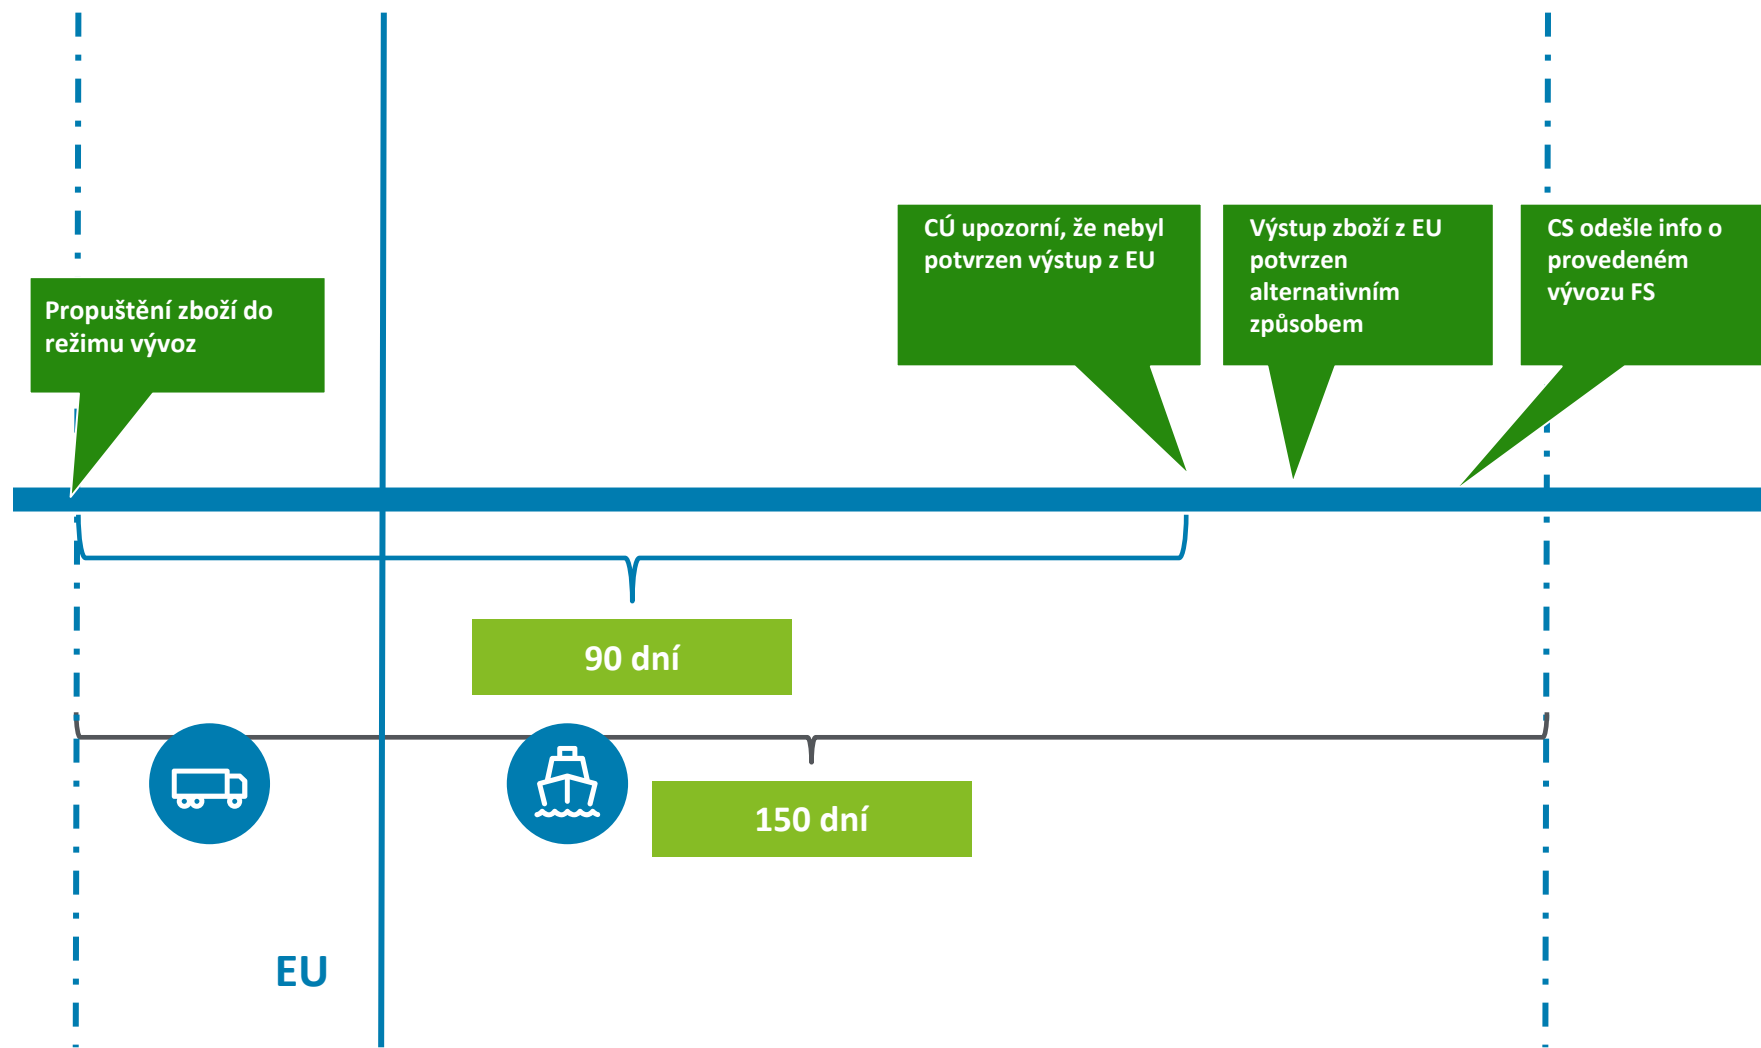 CÚ upozorní, že nebyl
potvrzen výstup z EU
Výstup zboží z EU
potvrzen
alternativním
způsobem
CS odešle info o
provedeném
vývozu FS
Propuštění zboží do
režimu vývoz
90 dní
150 dní
EU